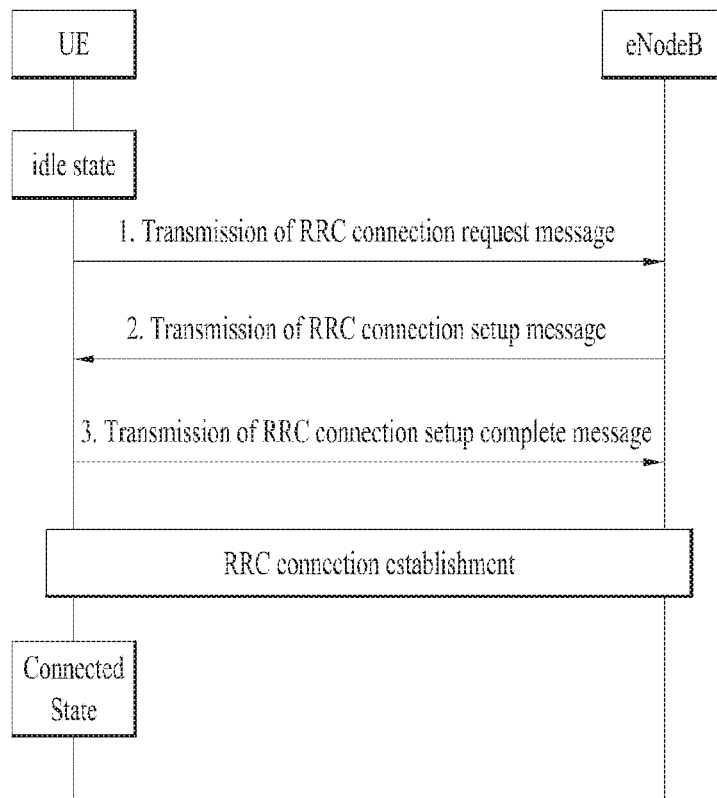 UE
eNodeB
idle state
1. Transmission of RRC connection request message
2. Transmission of RRC connection setup message
3. Transmission of RRC connection setup complete message
RRC connection establishment
Connected
State